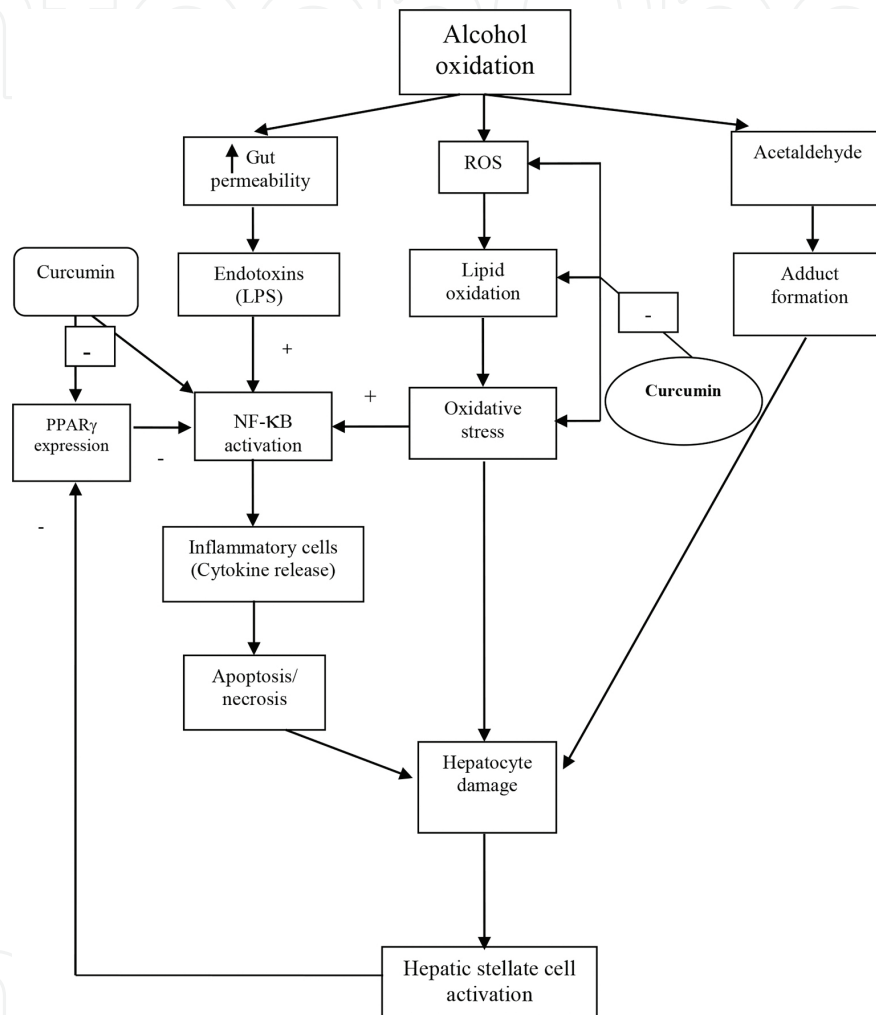 Alcohol
oxidation
Gut
permeability
ROS
Acetaldehyde
Curcumin
Endotoxins
(LPS)
Lipid
oxidation
Adduct
formation
-
-
+
Curcumin
PPARγ
expression
NF-κB
activation
+
Oxidative
stress
-
-
Inflammatory cells
(Cytokine release)
Apoptosis/
necrosis
Hepatocyte
damage
Hepatic stellate cell
activation